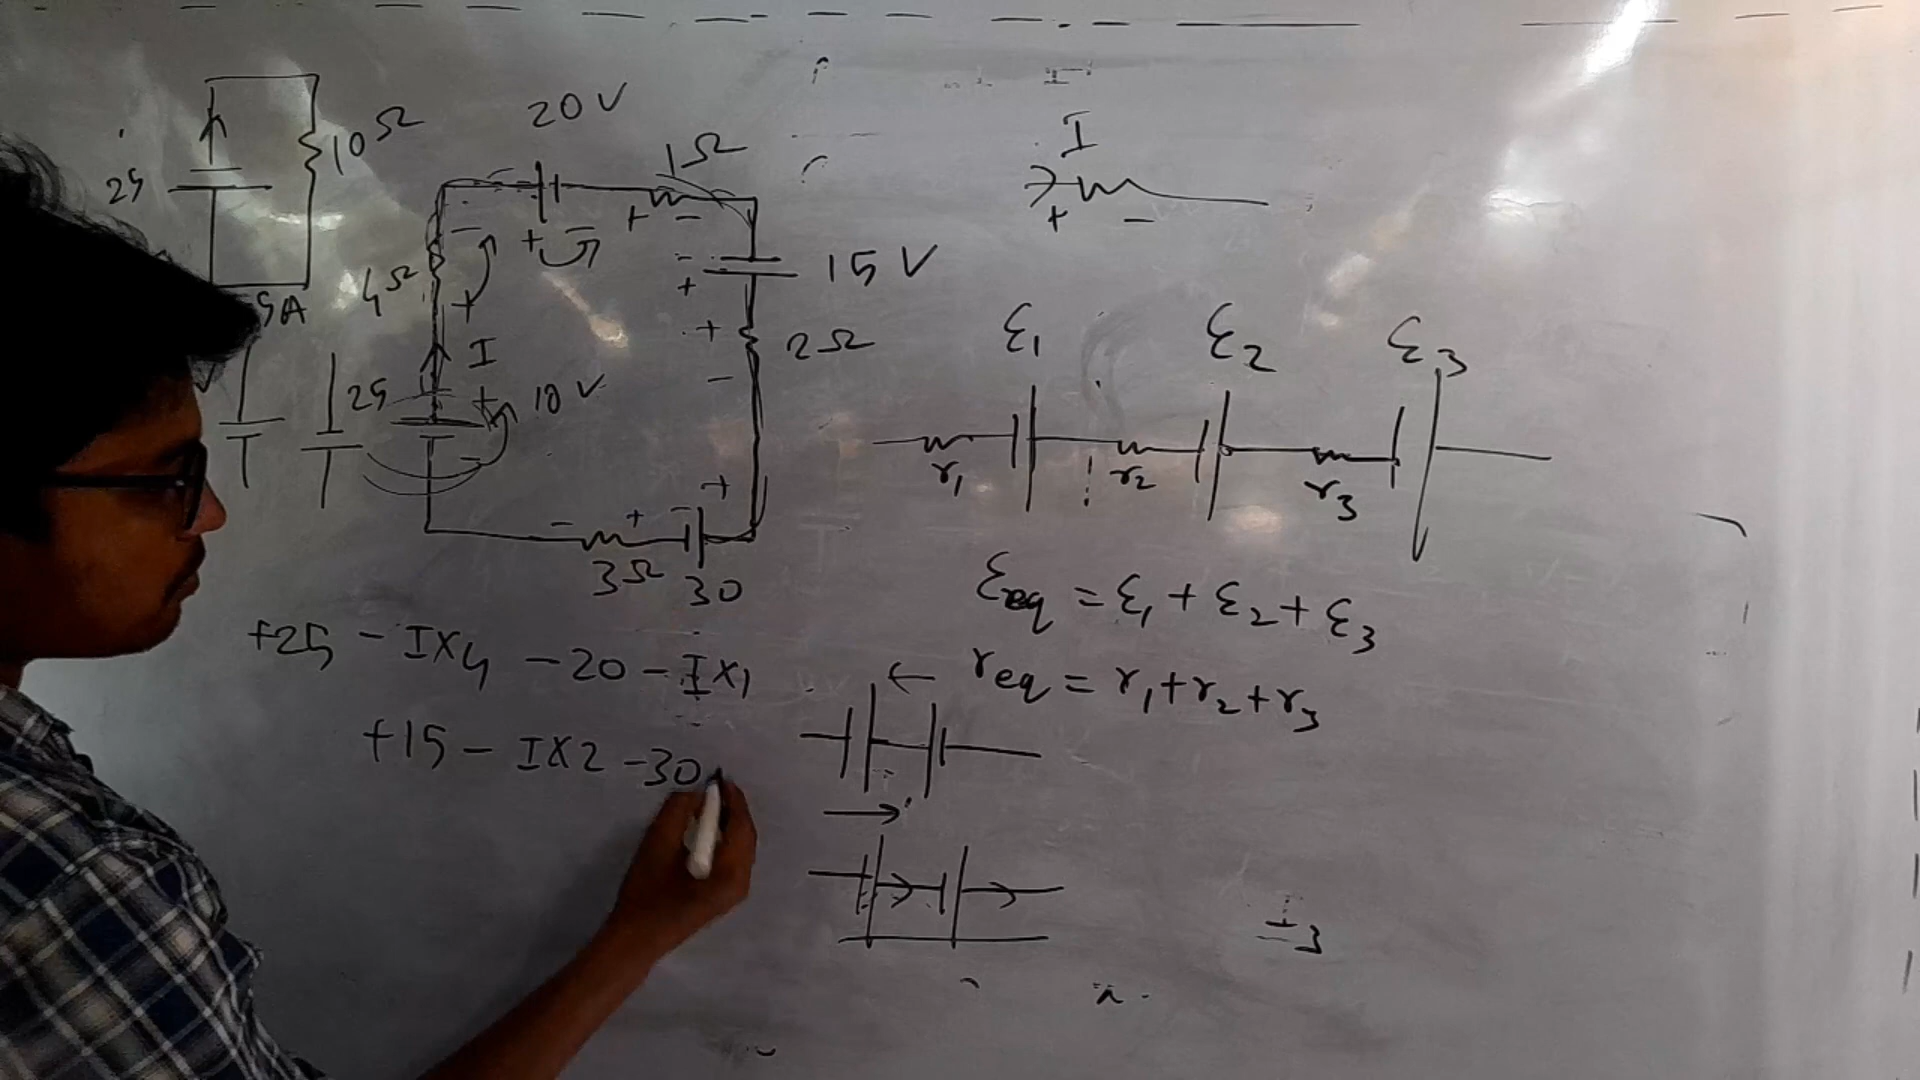 25
10Ω
5A
20V
1Ω
4Ω
I
25
10V
15V
2Ω
3Ω
30
+25 - I×4 - 20 - I×1
+15 - I×2 - 30
I
+ -
ε1 ε2 ε3
r1 r2 r3
εeq = ε1 + ε2 + ε3
req = r1 + r2 + r3